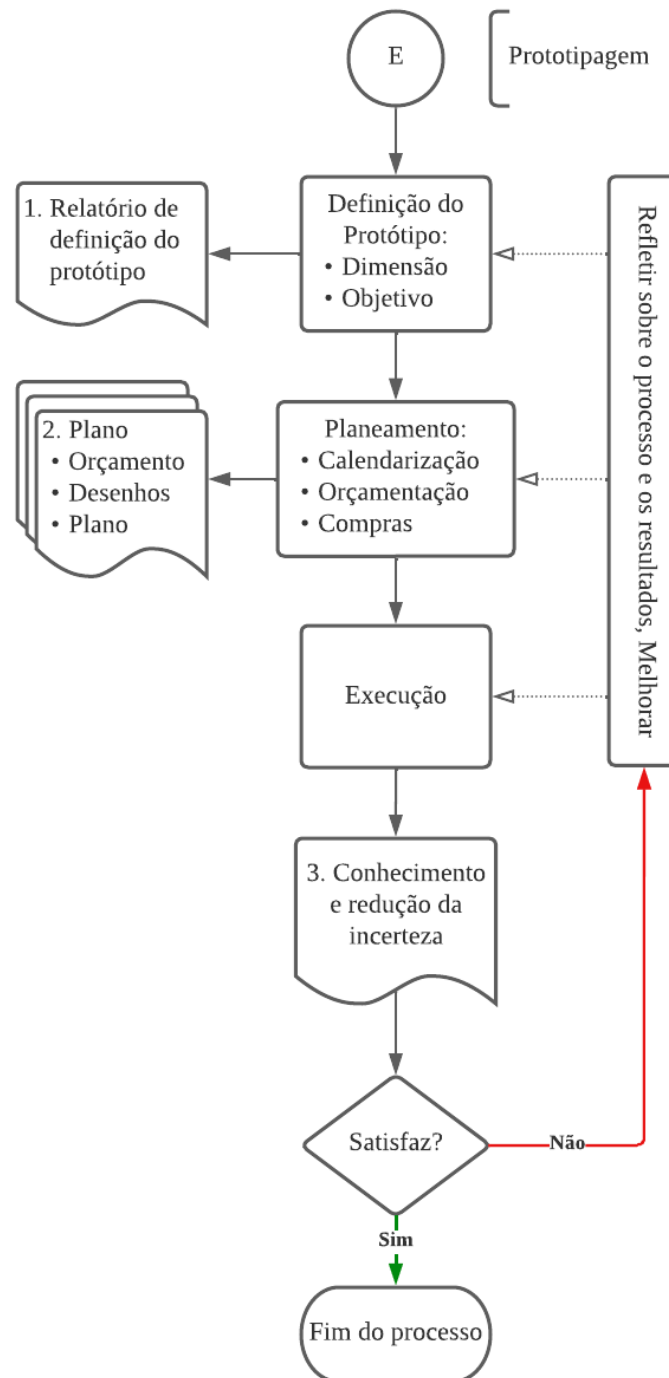 E
Prototipagem
1. Relatório de
definição do
protótipo
Definição do
Protótipo:
• Dimensão
• Objetivo
Refletir sobre o processo e os resultados, Melhorar
2. Plano
• Orçamento
• Desenhos
• Plano
Planeamento:
• Calendarização
• Orçamentação
• Compras
Execução
3. Conhecimento
e redução da
incerteza
Satisfaz?
Não
Sim
Fim do processo